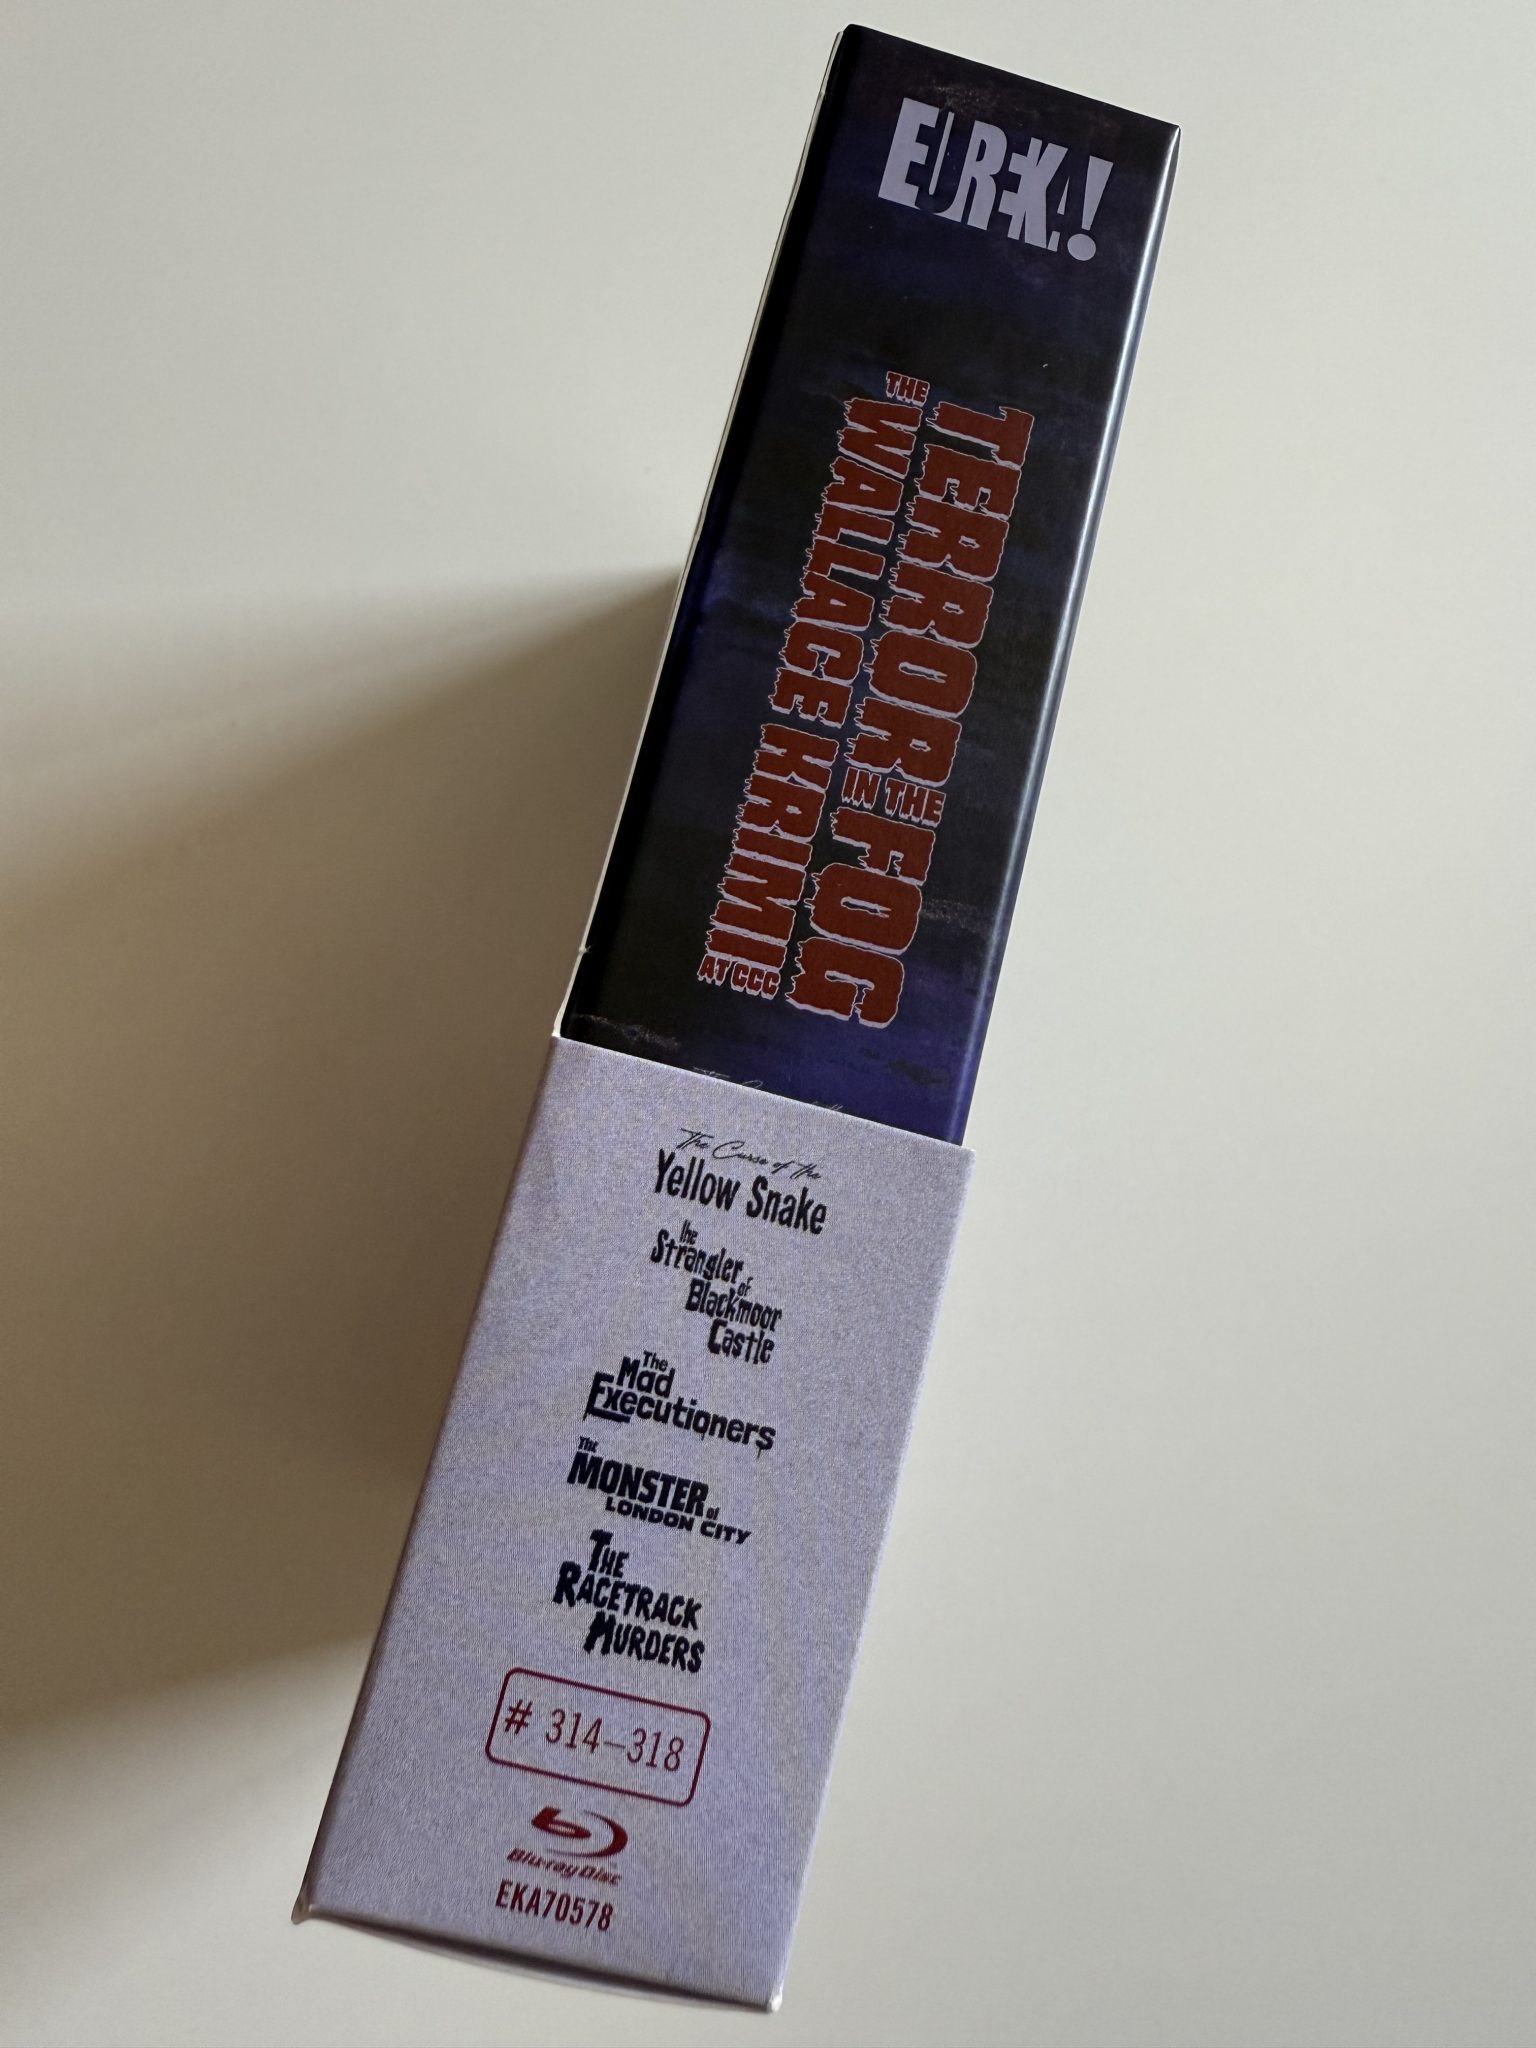 EUREKA!
TERROR
IN THE
FOG
THE
WALLACE KRIMI
AT CCC
The Curse of the
Yellow Snake
The
Strangler
of
Blackmoor
Castle
The
Mad
Executioners
The
MONSTER of
LONDON CITY
THE
RACETRACK
MURDERS
# 314-318
Blu-ray Disc
EKA70578